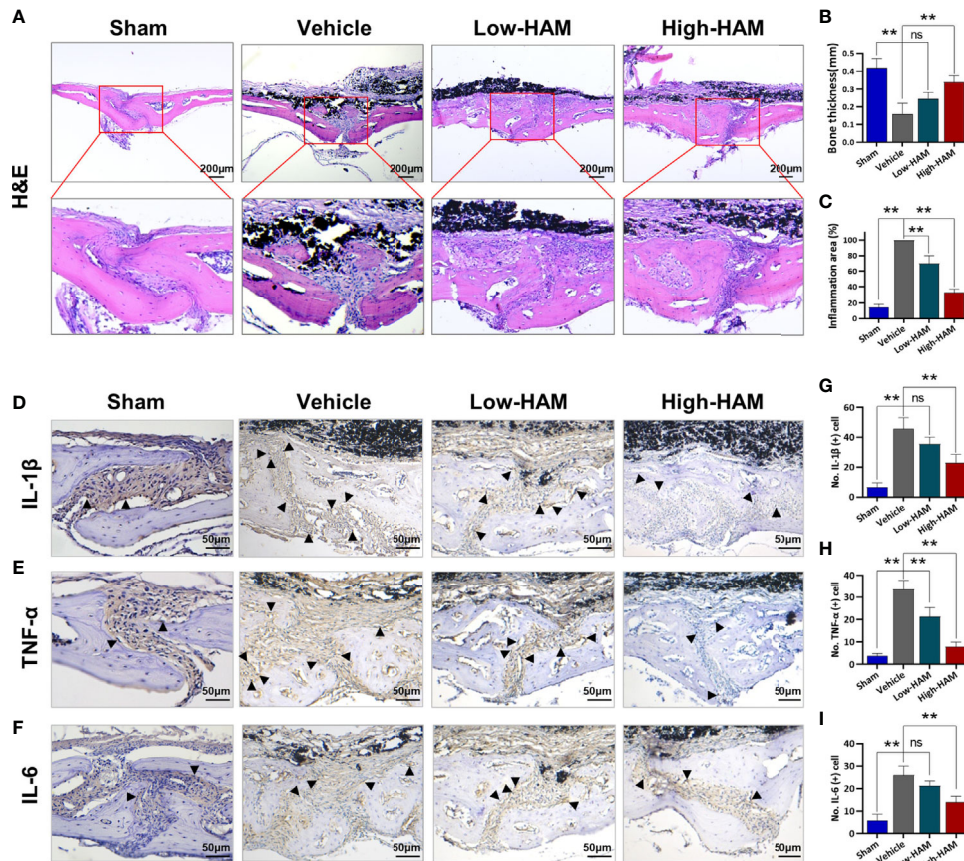 A
Sham
Vehicle
Low-HAM
High-HAM
H&E
200μm
200μm
200μm
200μm
B
Bone thickness(mm)
0.5
0.4
0.3
0.2
0.1
0.0
** ns **
Sham
Vehicle
Low-HAM
High-HAM
C
Inflammation area (%)
100
80
60
40
20
0
** ** **
Sham
Vehicle
Low-HAM
High-HAM
D
Sham
Vehicle
Low-HAM
High-HAM
IL-1β
50μm
50μm
50μm
50μm
E
TNF-α
50μm
50μm
50μm
50μm
F
IL-6
50μm
50μm
50μm
50μm
G
No. IL-1β (+) cell
60
40
20
0
** ns **
Sham
Vehicle
Low-HAM
High-HAM
H
No. TNF-α (+) cell
40
30
20
10
0
** ** **
Sham
Vehicle
Low-HAM
High-HAM
I
No. IL-6 (+) cell
40
30
20
10
0
** ns **
Sham
Vehicle
Low-HAM